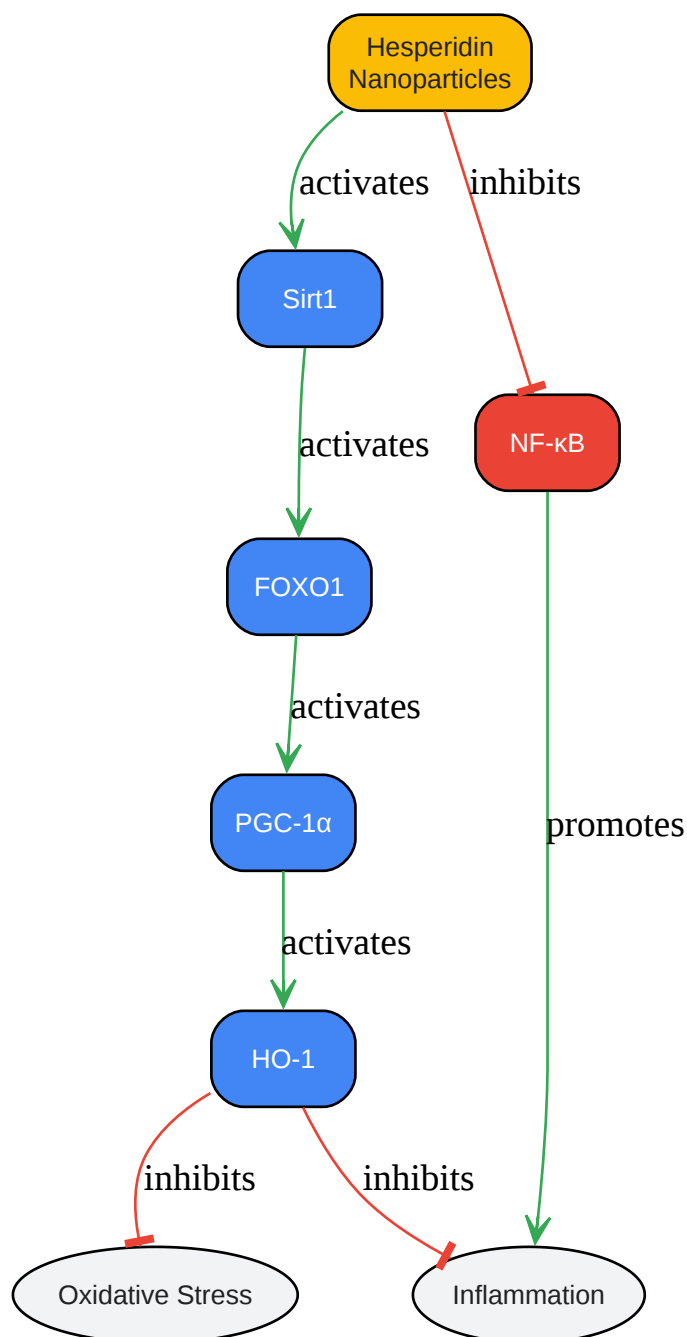 Hesperidin
Nanoparticles
activates
inhibits
Sirt1
activates
NF-κB
FOXO1
activates
PGC-1α
promotes
activates
HO-1
inhibits
inhibits
Oxidative Stress
Inflammation